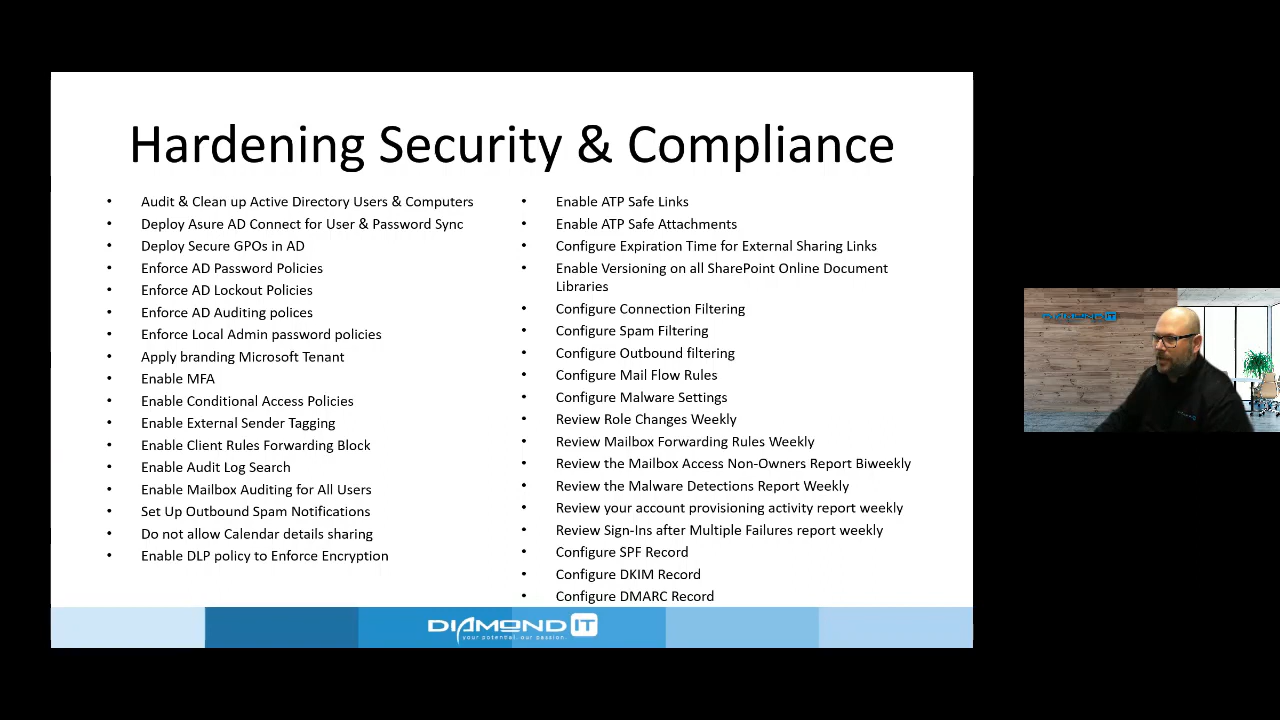 Hardening Security & Compliance
Audit & Clean up Active Directory Users & Computers
Deploy Asure AD Connect for User & Password Sync
Deploy Secure GPOs in AD
Enforce AD Password Policies
Enforce AD Lockout Policies
Enforce AD Auditing polices
Enforce Local Admin password policies
Apply branding Microsoft Tenant
Enable MFA
Enable Conditional Access Policies
Enable External Sender Tagging
Enable Client Rules Forwarding Block
Enable Audit Log Search
Enable Mailbox Auditing for All Users
Set Up Outbound Spam Notifications
Do not allow Calendar details sharing
Enable DLP policy to Enforce Encryption
Enable ATP Safe Links
Enable ATP Safe Attachments
Configure Expiration Time for External Sharing Links
Enable Versioning on all SharePoint Online Document
Libraries
Configure Connection Filtering
Configure Spam Filtering
Configure Outbound filtering
Configure Mail Flow Rules
Configure Malware Settings
Review Role Changes Weekly
Review Mailbox Forwarding Rules Weekly
Review the Mailbox Access Non-Owners Report Biweekly
Review the Malware Detections Report Weekly
Review your account provisioning activity report weekly
Review Sign-Ins after Multiple Failures report weekly
Configure SPF Record
Configure DKIM Record
Configure DMARC Record
DIAMOND IT
your potential. our passion.
DIAMOND IT